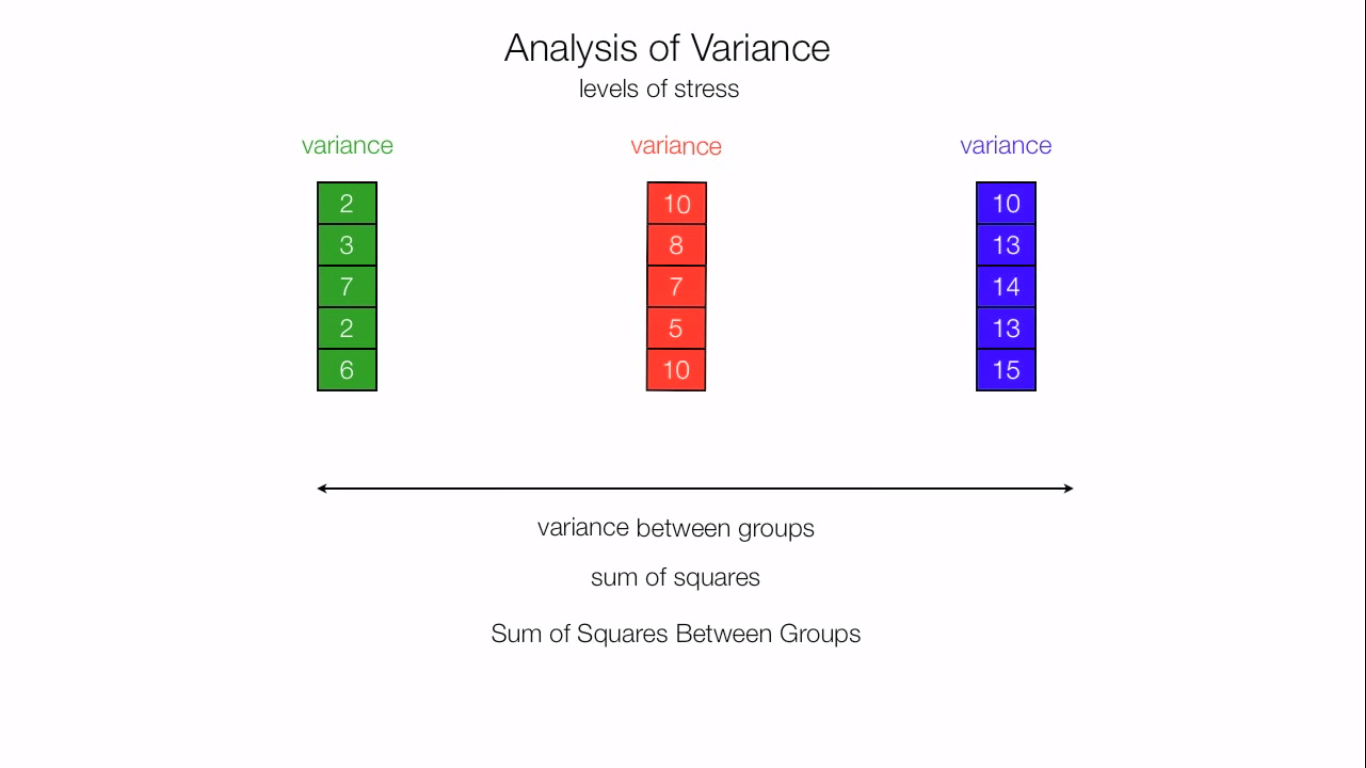 Analysis of Variance
levels of stress
variance variance variance
2 10 10
3 8 13
7 7 14
2 5 13
6 10 15
variance between groups
sum of squares
Sum of Squares Between Groups